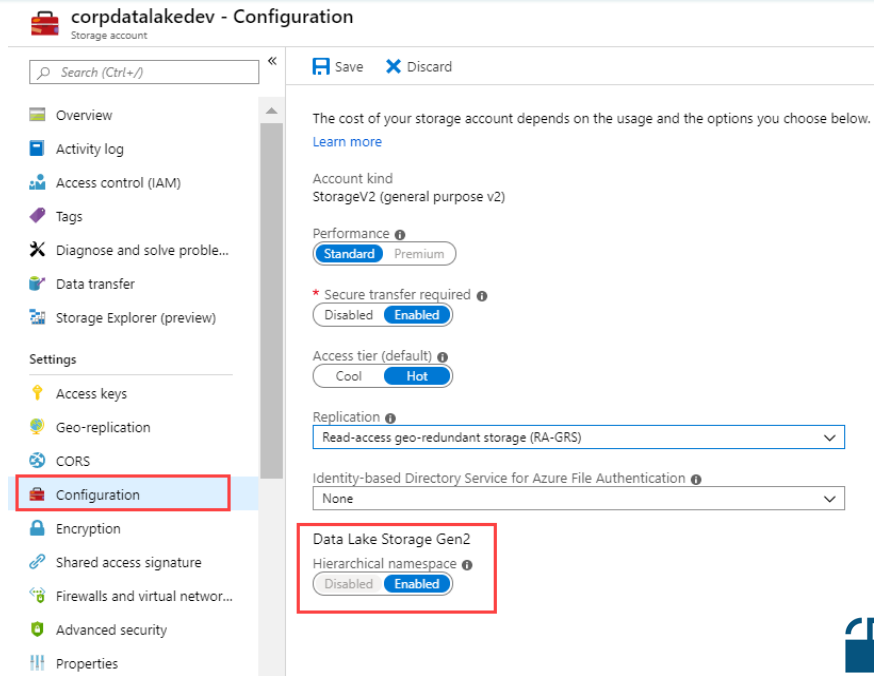 corpdatalakedev - Configuration
Storage account
Search (Ctrl+/)
«
Overview
Activity log
Access control (IAM)
Tags
Diagnose and solve proble...
Data transfer
Storage Explorer (preview)
Settings
Access keys
Geo-replication
CORS
Configuration
Encryption
Shared access signature
Firewalls and virtual networ...
Advanced security
Properties
Save Discard
The cost of your storage account depends on the usage and the options you choose below.
Learn more
Account kind
StorageV2 (general purpose v2)
Performance
Standard Premium
* Secure transfer required
Disabled Enabled
Access tier (default)
Cool Hot
Replication
Read-access geo-redundant storage (RA-GRS)
Identity-based Directory Service for Azure File Authentication
None
Data Lake Storage Gen2
Hierarchical namespace
Disabled Enabled